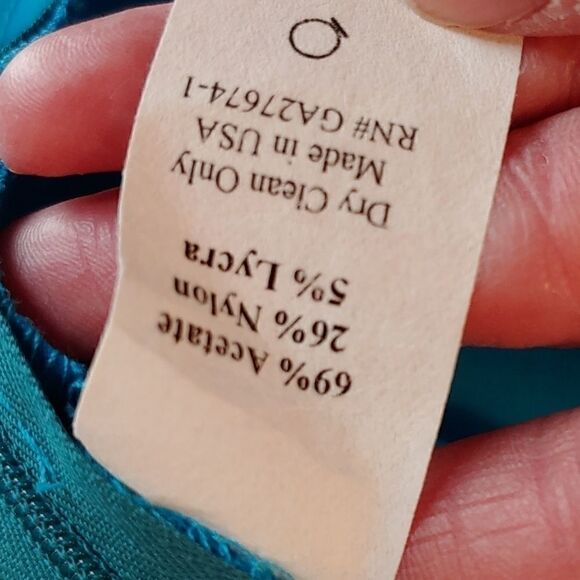 69% Acetate
26% Nylon
5% Lycra
Dry Clean Only
Made in USA
RN# GA27674-1